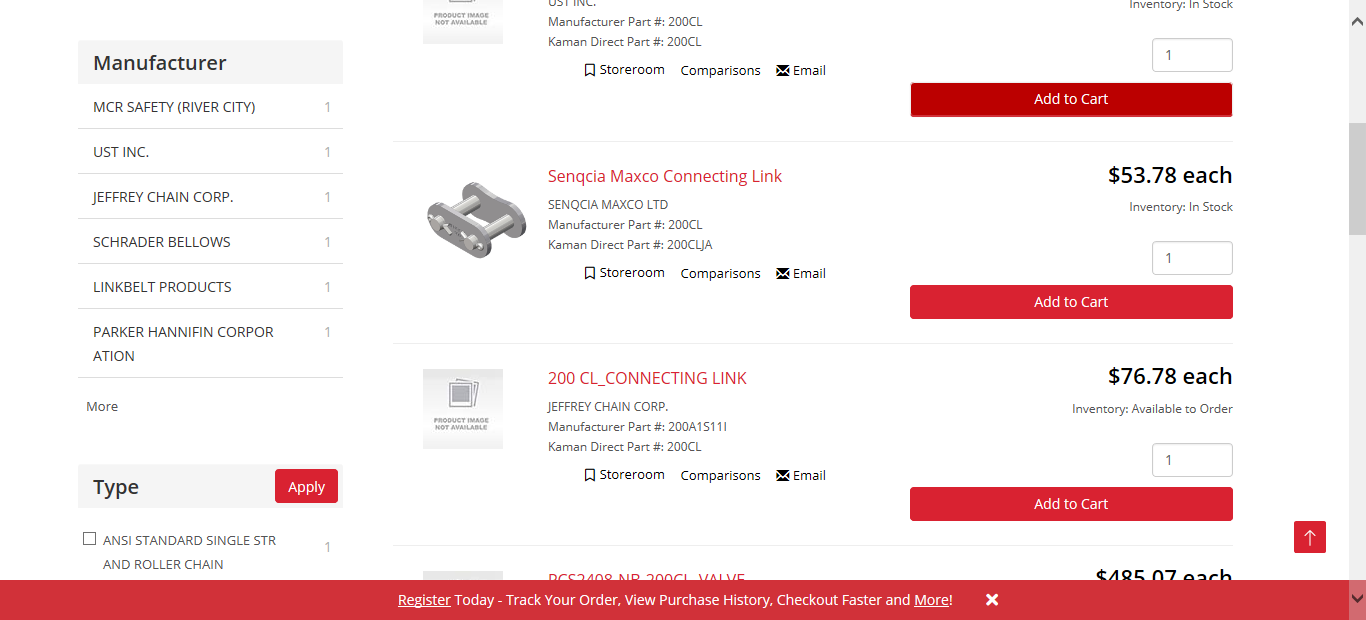 Manufacturer
MCR SAFETY (RIVER CITY) 1
UST INC. 1
JEFFREY CHAIN CORP. 1
SCHRADER BELLOWS 1
LINKBELT PRODUCTS 1
PARKER HANNIFIN CORPOR 1
ATION
More
Type Apply
ANSI STANDARD SINGLE STR
AND ROLLER CHAIN 1
PRODUCT IMAGE
NOT AVAILABLE
UST INC.
Manufacturer Part #: 200CL
Kaman Direct Part #: 200CL
Storeroom Comparisons Email
Inventory: In Stock
1
Add to Cart
Senqcia Maxco Connecting Link
SENQCIA MAXCO LTD
Manufacturer Part #: 200CL
Kaman Direct Part #: 200CLJA
Storeroom Comparisons Email
$53.78 each
Inventory: In Stock
1
Add to Cart
PRODUCT IMAGE
NOT AVAILABLE
200 CL_CONNECTING LINK
JEFFREY CHAIN CORP.
Manufacturer Part #: 200A1S11I
Kaman Direct Part #: 200CL
Storeroom Comparisons Email
$76.78 each
Inventory: Available to Order
1
Add to Cart
PCS2408-NB-200CL_VALVE
$485.07 each
Register Today - Track Your Order, View Purchase History, Checkout Faster and More!